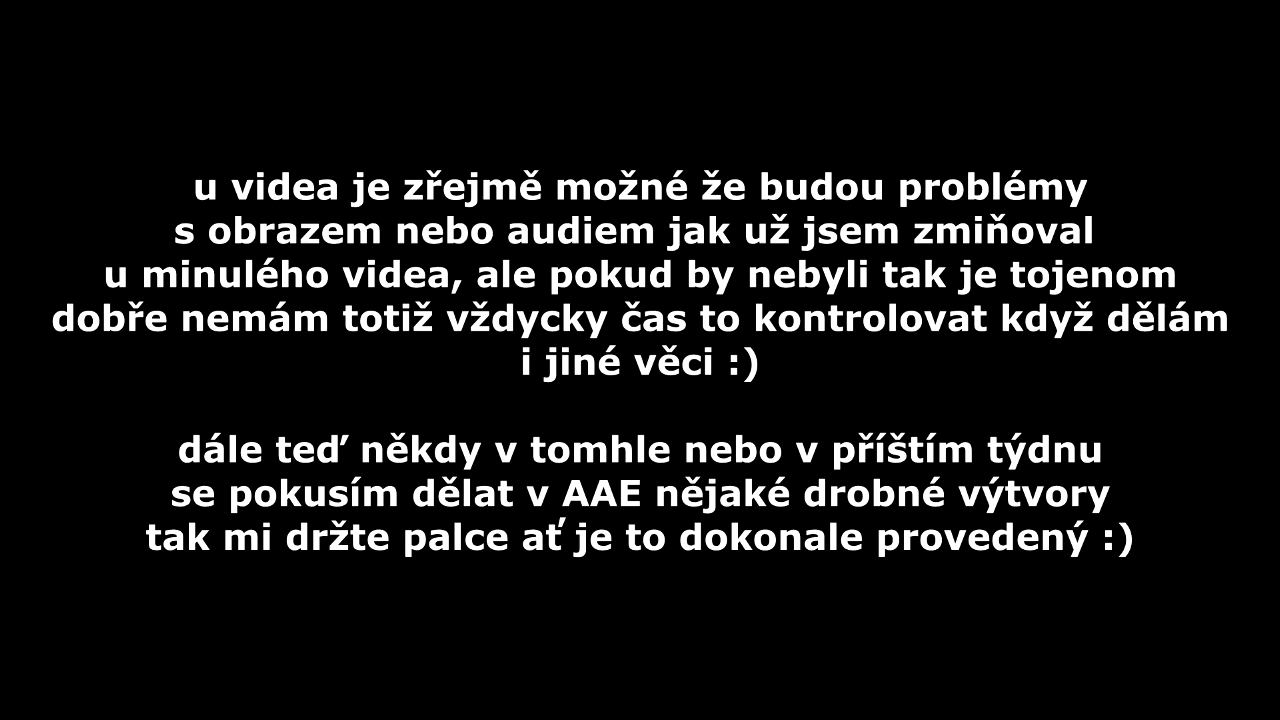 u videa je zřejmě možné že budou problémy
s obrazem nebo audiem jak už jsem zmiňoval
u minulého videa, ale pokud by nebyli tak je tojenom
dobře nemám totiž vždycky čas to kontrolovat když dělám
i jiné věci :)
dále teď někdy v tomhle nebo v příštím týdnu
se pokusím dělat v AAE nějaké drobné výtvory
tak mi držte palce ať je to dokonale provedený :)